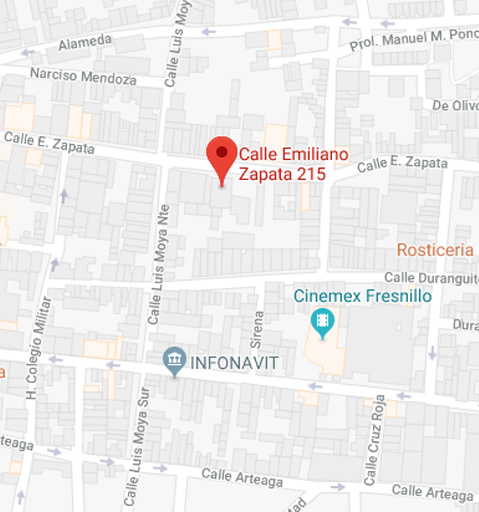 Calle Luis Moy
Alameda
Prol. Manuel M. Ponc
Narciso Mendoza
De Olivo
Calle E. Zapata
Calle Emiliano
Zapata 215
Calle E. Zapata
Calle Luis Moya Nte
Rosticeria
Calle Duranguito
Cinemex Fresnillo
H. Colegio Militar
Sirena
Dura
INFONAVIT
a
Calle Luis Moya Sur
Calle Cruz Roja
Arteaga
Calle Arteaga
Calle Arteaga
dad